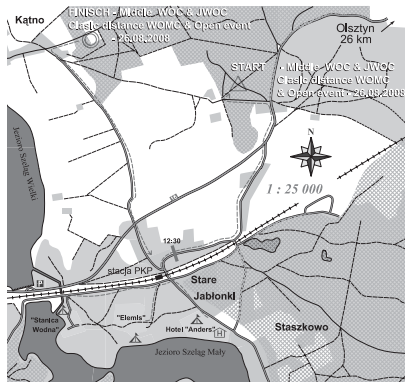 Kątno
FINISCH - Middle WOC & JWOC
Clasic distance WOMC & Open event
- 26.08.2008
Olsztyn
26 km
START
- Middle WOC & JWOC
Clasic distance WOMC
& Open event - 26.08.2008
Jezioro Szeląg Wielki
N
1 : 25 000
12:30
stacja PKP
P
Stare
Jabłonki
"Stanica
Wodna"
"Elemis"
Hotel "Anders"
H
Staszkowo
Jezioro Szeląg Mały